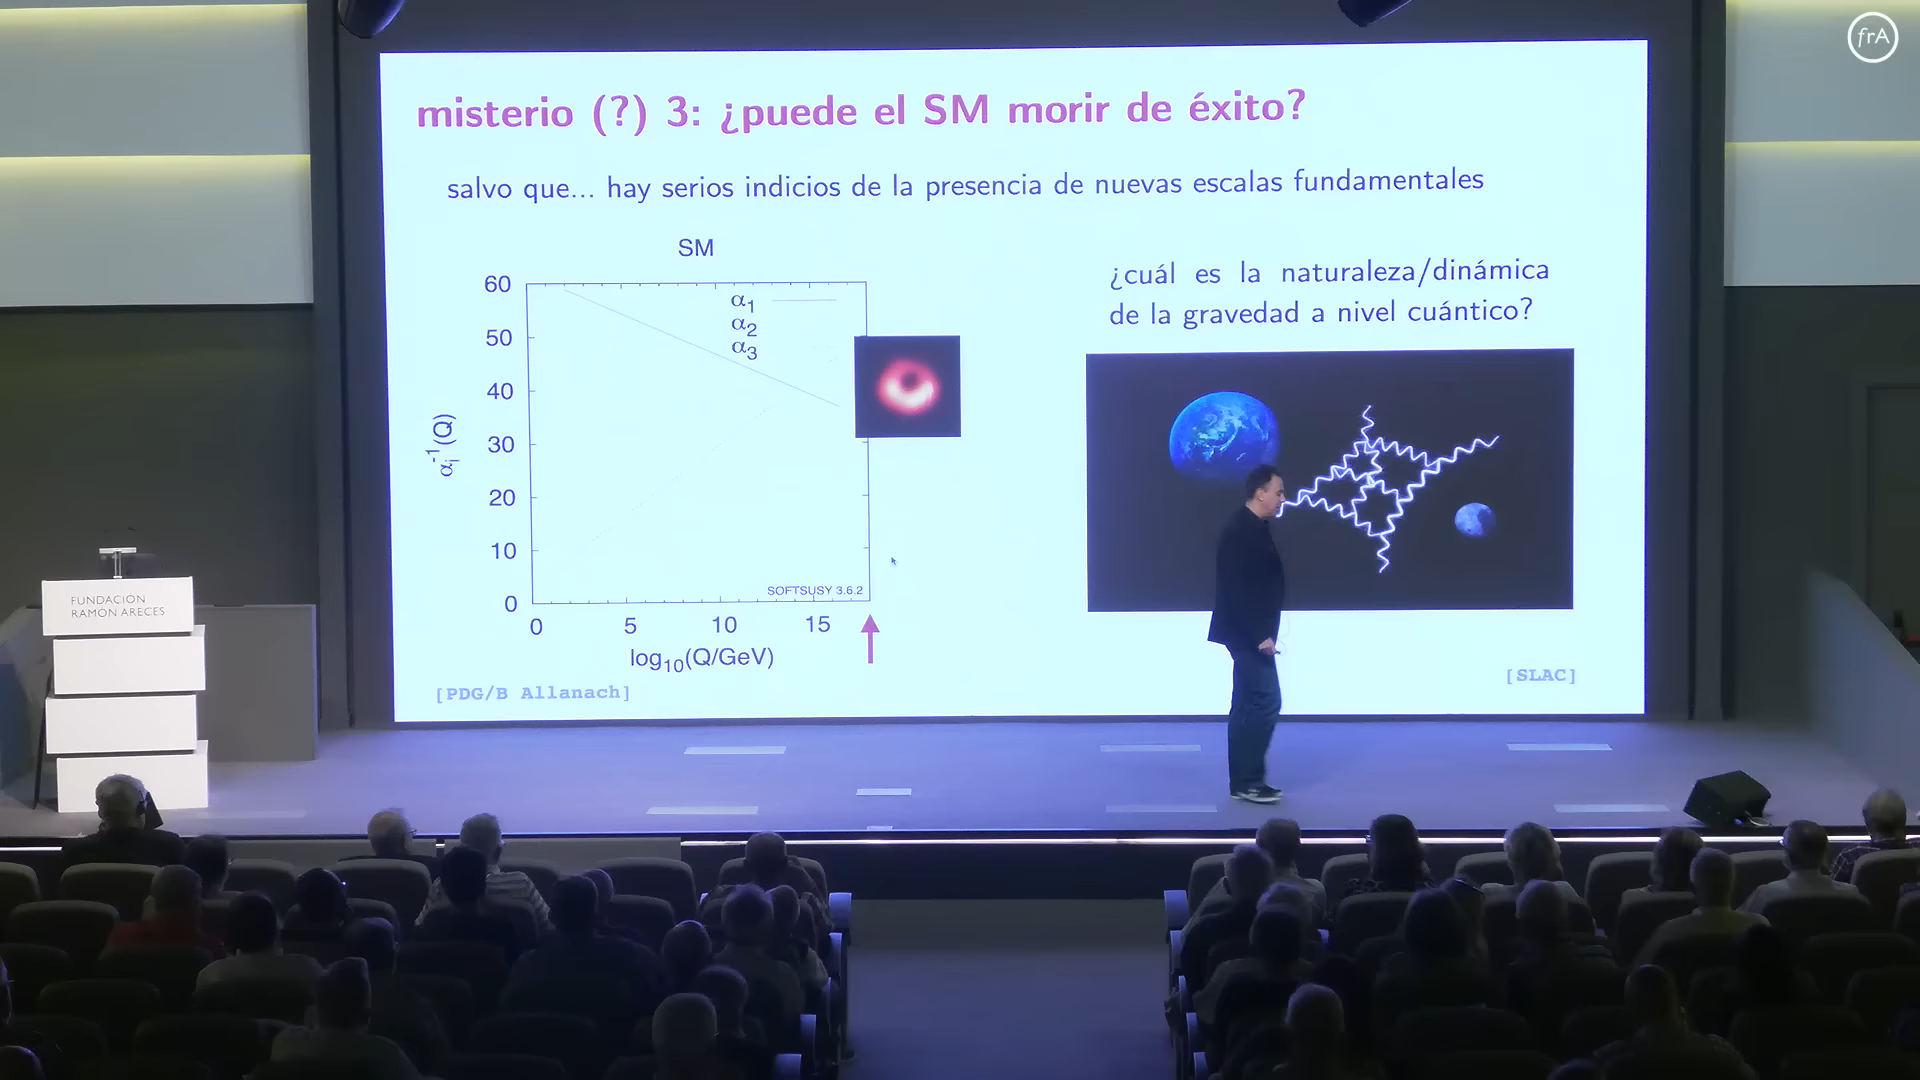 frA
misterio (?) 3: ¿puede el SM morir de éxito?
salvo que... hay serios indicios de la presencia de nuevas escalas fundamentales
SM
60
50
40
30
20
10
0
αi-1(Q)
α1
α2
α3
SOFTSUSY 3.6.2
0 5 10 15
log10(Q/GeV)
[PDG/B Allanach]
¿cuál es la naturaleza/dinámica
de la gravedad a nivel cuántico?
[SLAC]
FUNDACIÓN
RAMÓN ARECES